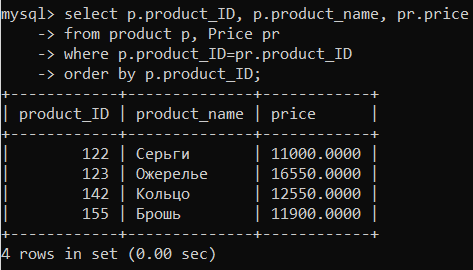 mysql> select p.product_ID, p.product_name, pr.price
    -> from product p, Price pr
    -> where p.product_ID=pr.product_ID
    -> order by p.product_ID;
+------------+--------------+------------+
| product_ID | product_name | price      |
+------------+--------------+------------+
|        122 | Серьги       | 11000.0000 |
|        123 | Ожерелье     | 16550.0000 |
|        142 | Кольцо       | 12550.0000 |
|        155 | Брошь        | 11900.0000 |
+------------+--------------+------------+
4 rows in set (0.00 sec)